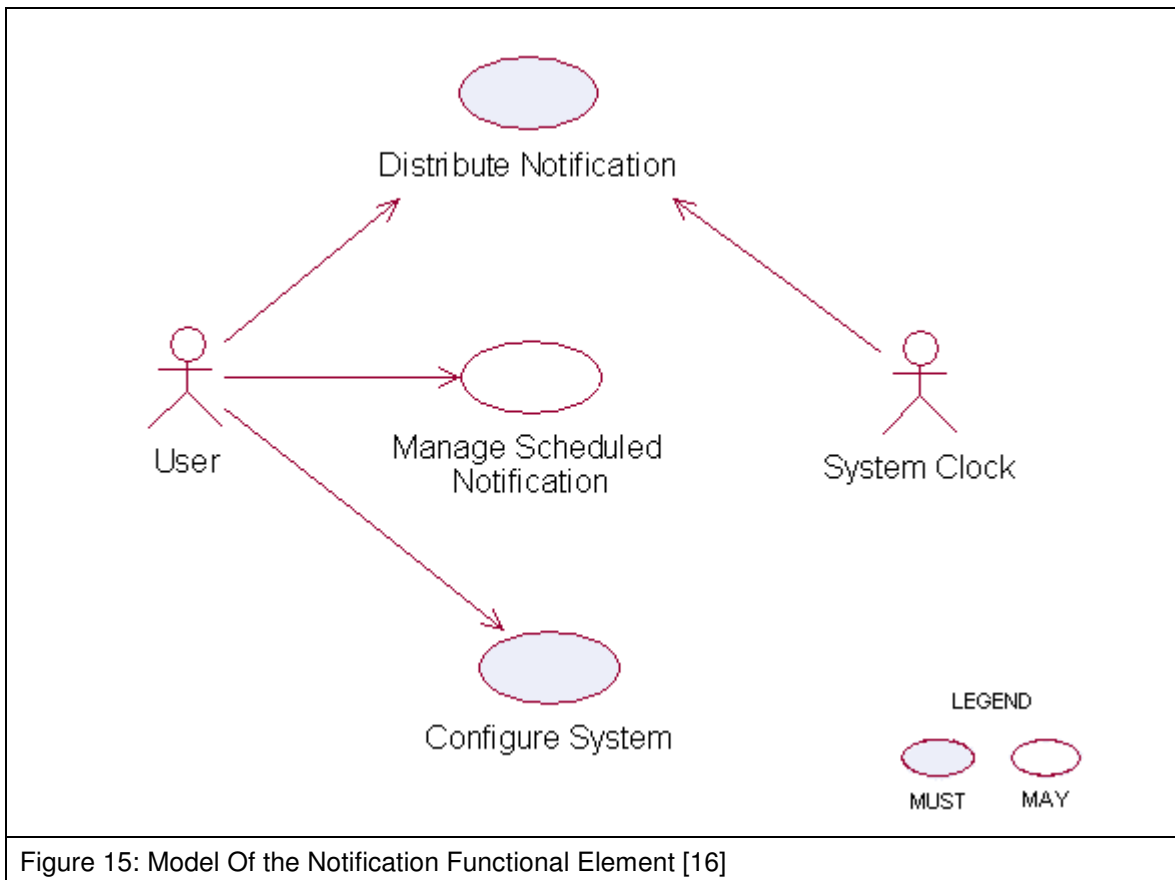 Distribute Notification
User
Manage Scheduled
Notification
System Clock
Configure System
LEGEND
MUST
MAY
Figure 15: Model Of the Notification Functional Element [16]